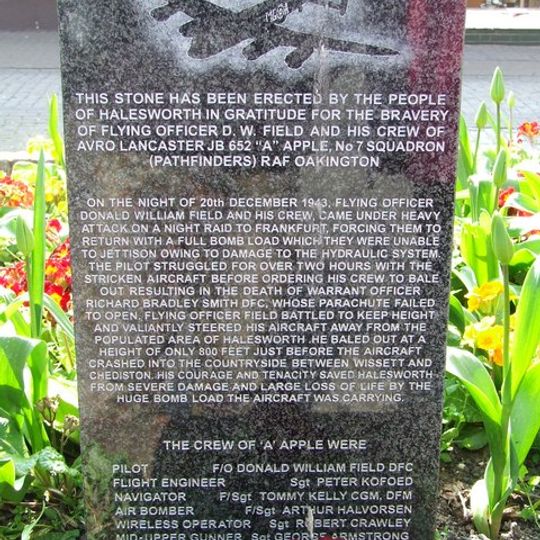 THIS STONE HAS BEEN ERECTED BY THE PEOPLE
OF HALESWORTH IN GRATITUDE FOR THE BRAVERY
OF FLYING OFFICER D. W. FIELD AND HIS CREW OF
AVRO LANCASTER JB 652 "A" APPLE, No 7 SQUADRON
(PATHFINDERS) RAF OAKINGTON
ON THE NIGHT OF 20th DECEMBER 1943, FLYING OFFICER
DONALD WILLIAM FIELD AND HIS CREW, CAME UNDER HEAVY
ATTACK ON A NIGHT RAID TO FRANKFURT, FORCING THEM TO
RETURN WITH A FULL BOMB LOAD WHICH THEY WERE UNABLE
TO JETTISON OWING TO DAMAGE TO THE HYDRAULIC SYSTEM.
THE PILOT STRUGGLED FOR OVER TWO HOURS WITH THE
STRICKEN AIRCRAFT BEFORE ORDERING HIS CREW TO BALE
OUT RESULTING IN THE DEATH OF WARRANT OFFICER
RICHARD BRADLEY SMITH DFC, WHOSE PARACHUTE FAILED
TO OPEN. FLYING OFFICER FIELD BATTLED TO KEEP HEIGHT
AND VALIANTLY STEERED HIS AIRCRAFT AWAY FROM THE
POPULATED AREA OF HALESWORTH .HE BALED OUT AT A
HEIGHT OF ONLY 800 FEET JUST BEFORE THE AIRCRAFT
CRASHED INTO THE COUNTRYSIDE BETWEEN WISSETT AND
CHEDISTON. HIS COURAGE AND TENACITY SAVED HALESWORTH
FROM SEVERE DAMAGE AND LARGE LOSS OF LIFE BY THE
HUGE BOMB LOAD THE AIRCRAFT WAS CARRYING.
THE CREW OF 'A' APPLE WERE
PILOT F/O DONALD WILLIAM FIELD DFC
FLIGHT ENGINEER Sgt PETER KOFOED
NAVIGATOR F/Sgt TOMMY KELLY CGM, DFM
AIR BOMBER F/Sgt ARTHUR HALVORSEN
WIRELESS OPERATOR Sgt ROBERT CRAWLEY
MID-UPPER GUNNER Sgt GEORGE ARMSTRONG